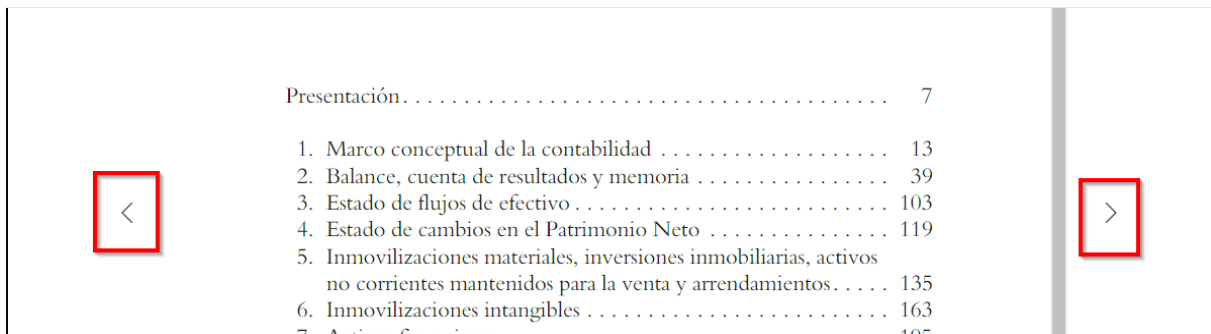 Presentación........................................ 7
1. Marco conceptual de la contabilidad................... 13
2. Balance, cuenta de resultados y memoria................ 39
3. Estado de flujos de efectivo.......................... 103
4. Estado de cambios en el Patrimonio Neto............... 119
5. Inmovilizaciones materiales, inversiones inmobiliarias, activos
no corrientes mantenidos para la venta y arrendamientos..... 135
6. Inmovilizaciones intangibles......................... 163